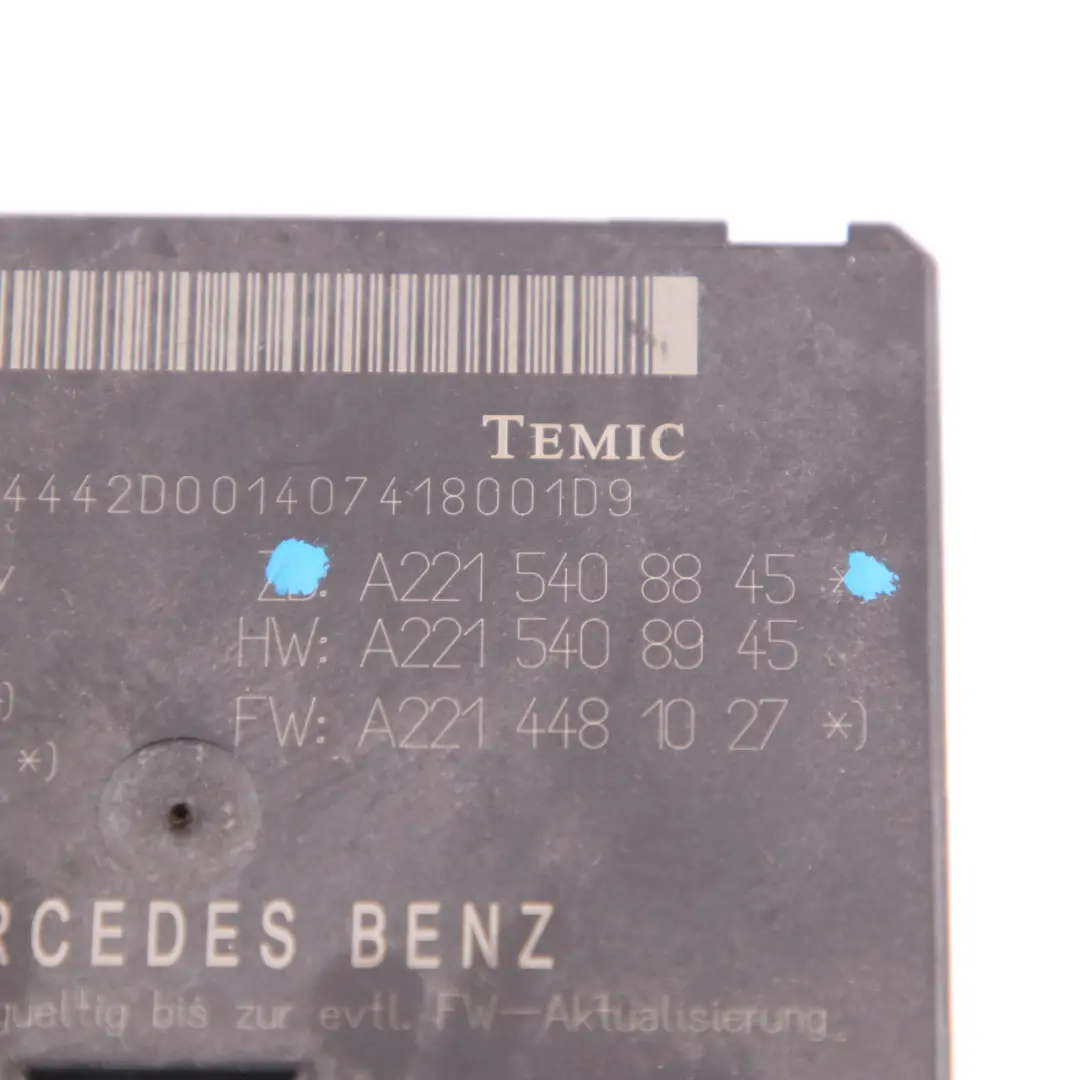 TEMIC
4442D001407418001D9
ZB: A221 540 88 45 *
HW: A221 540 89 45
FW: A221 448 10 27 *)
*)
RCEDES BENZ
gueltig bis zur evtl. FW-Aktualisierung